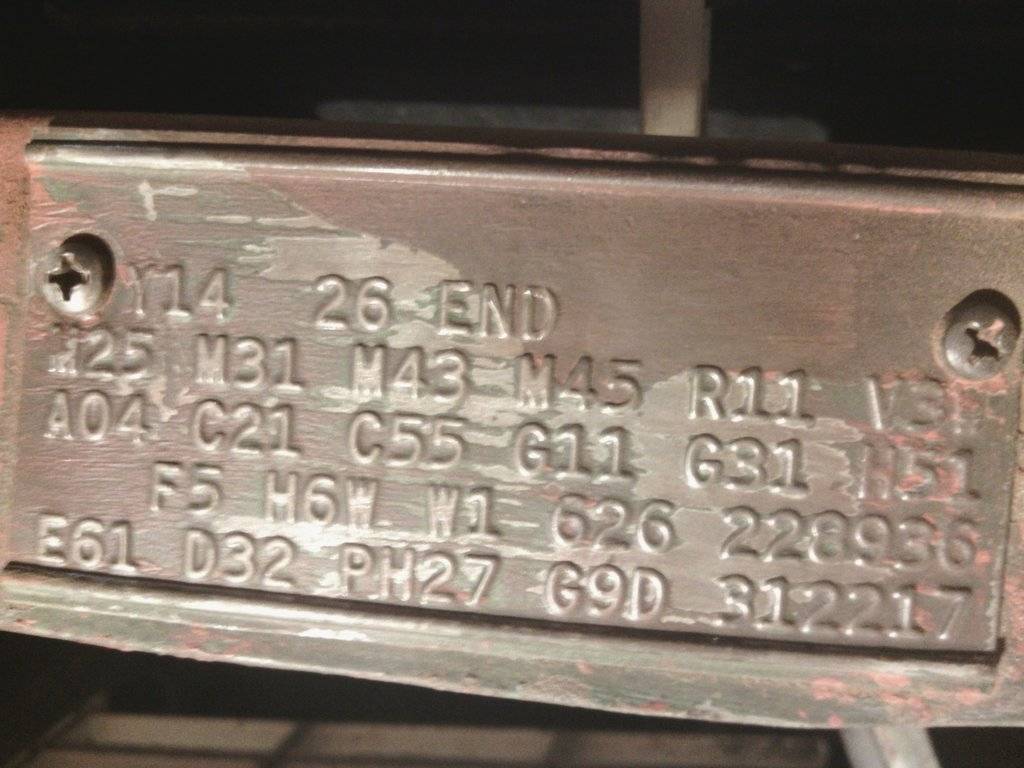 Y14 26 END
M25 M31 M43 M45 R11
A04 C21 C55 G11 G31 H51
F5 H6W W1 626 228936
E61 D32 PH27 G9D 312217